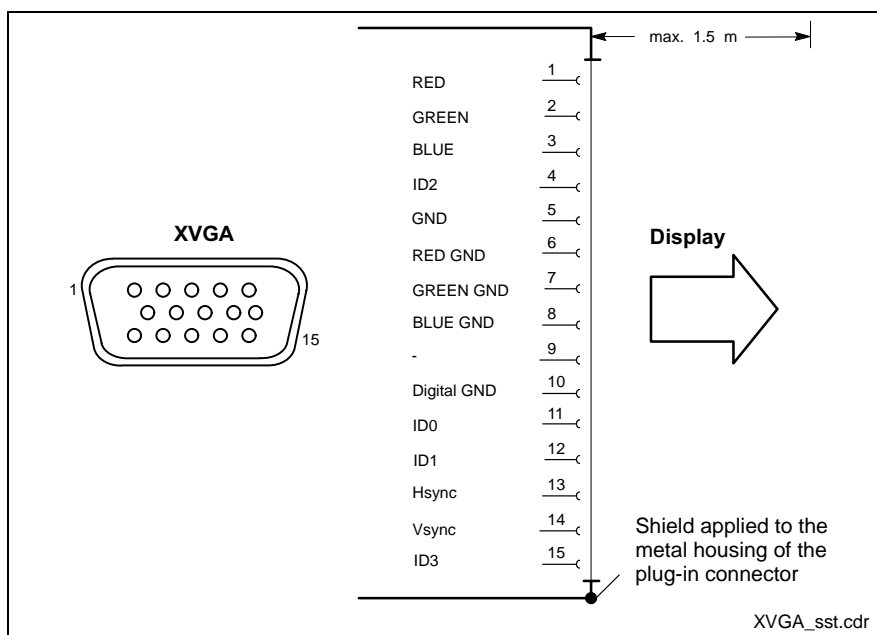 max. 1.5 m
RED 1
GREEN 2
BLUE 3
ID2 4
GND 5
RED GND 6
GREEN GND 7
BLUE GND 8
- 9
Digital GND 10
ID0 11
ID1 12
Hsync 13
Vsync 14
ID3 15
XVGA
1
15
Display
Shield applied to the
metal housing of the
plug-in connector
XVGA_sst.cdr